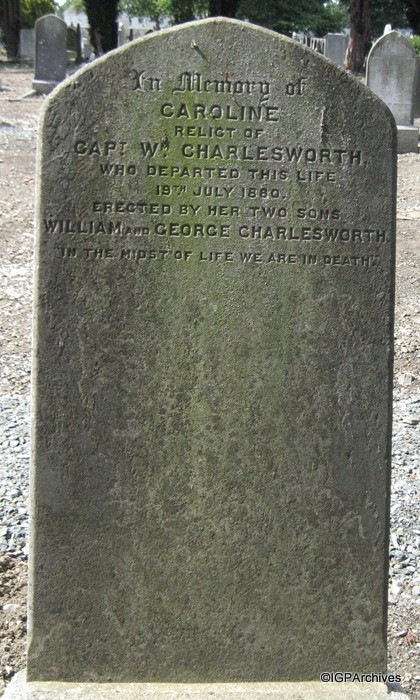 In Memory of
CAROLINE
RELICT OF
CAPT WM CHARLESWORTH,
WHO DEPARTED THIS LIFE
19TH JULY 1880.
ERECTED BY HER TWO SONS
WILLIAM AND GEORGE CHARLESWORTH.
"IN THE MIDST OF LIFE WE ARE IN DEATH."
©IGPArchives